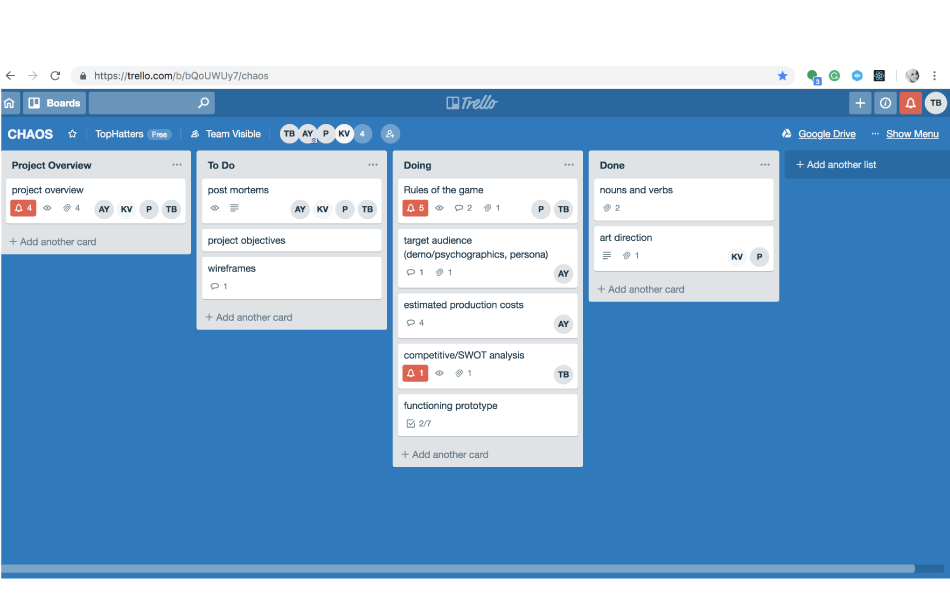 https://trello.com/b/bQoUWUy7/chaos
3
Boards
Trello
TB
CHAOS
TopHatters Free
Team Visible
TB AY P KV 4
Google Drive
... Show Menu
Project Overview ...
project overview
4 4 AY KV P TB
+ Add another card
To Do ...
post mortems
AY KV P TB
project objectives
wireframes
1
+ Add another card
Doing ...
Rules of the game
5 2 1 P TB
target audience
(demo/psychographics, persona)
1 1 AY
estimated production costs
4 AY
competitive/SWOT analysis
1 1 TB
functioning prototype
2/7
+ Add another card
Done ...
nouns and verbs
2
art direction
1 KV P
+ Add another card
+ Add another list